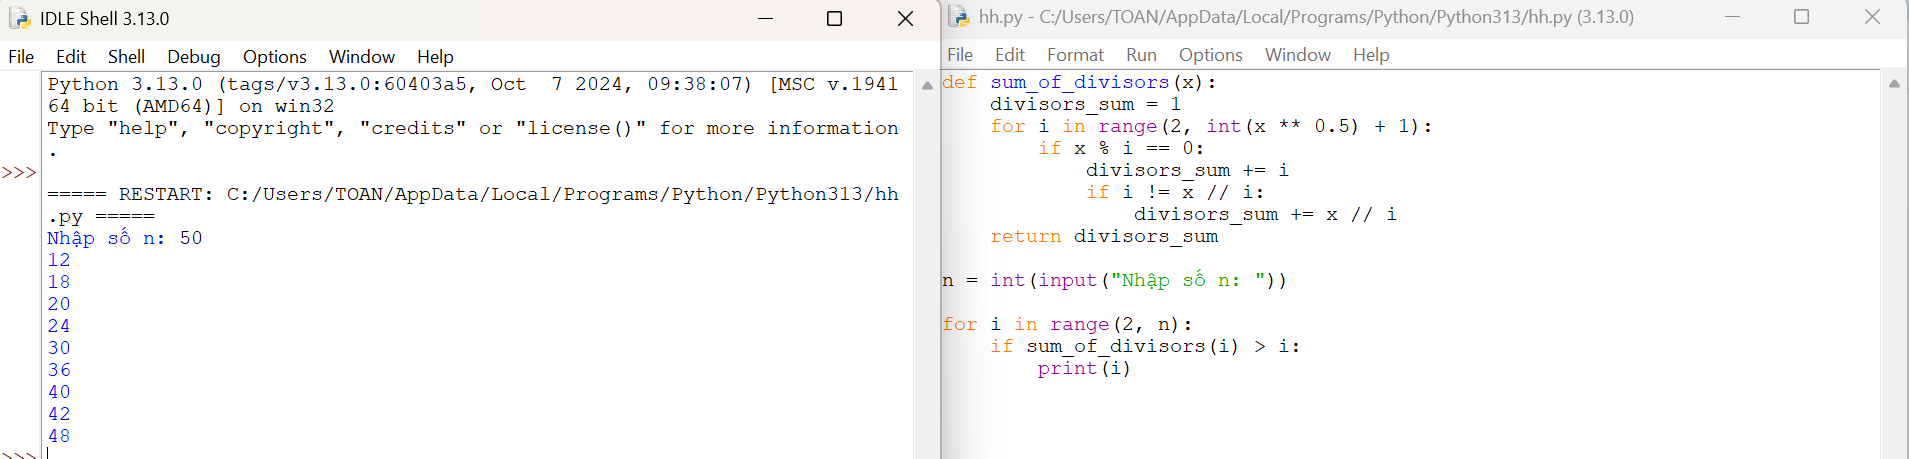 IDLE Shell 3.13.0
File Edit Shell Debug Options Window Help
Python 3.13.0 (tags/v3.13.0:60403a5, Oct  7 2024, 09:38:07) [MSC v.1941
64 bit (AMD64)] on win32
Type "help", "copyright", "credits" or "license()" for more information
.
>>>
===== RESTART: C:/Users/TOAN/AppData/Local/Programs/Python/Python313/hh
.py =====
Nhập số n: 50
12
18
20
24
30
36
40
42
48
>>>
hh.py - C:/Users/TOAN/AppData/Local/Programs/Python/Python313/hh.py (3.13.0)
File Edit Format Run Options Window Help
def sum_of_divisors(x):
    divisors_sum = 1
    for i in range(2, int(x ** 0.5) + 1):
        if x % i == 0:
            divisors_sum += i
            if i != x // i:
                divisors_sum += x // i
    return divisors_sum

n = int(input("Nhập số n: "))

for i in range(2, n):
    if sum_of_divisors(i) > i:
        print(i)